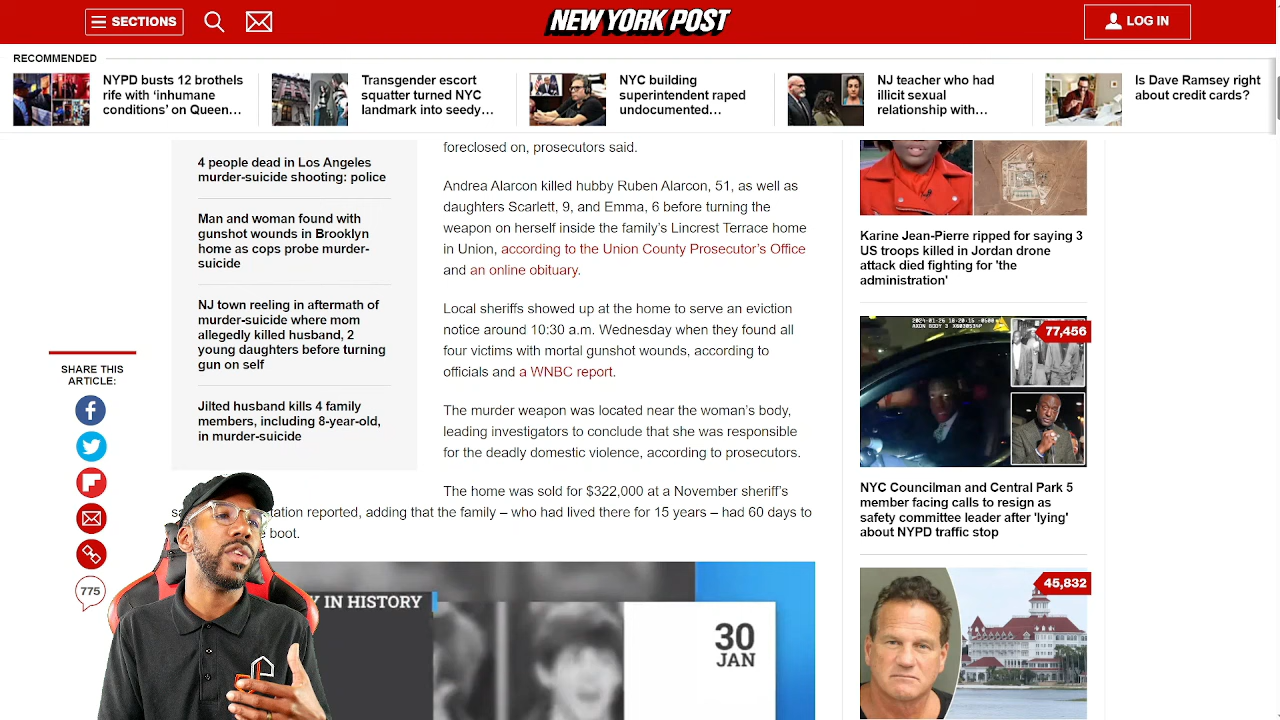 SECTIONS
NEW YORK POST
LOG IN
RECOMMENDED
NYPD busts 12 brothels
rife with ‘inhumane
conditions’ on Queen…
Transgender escort
squatter turned NYC
landmark into seedy…
NYC building
superintendent raped
undocumented…
NJ teacher who had
illicit sexual
relationship with…
Is Dave Ramsey right
about credit cards?
SHARE THIS
ARTICLE:
775
4 people dead in Los Angeles
murder-suicide shooting: police
Man and woman found with
gunshot wounds in Brooklyn
home as cops probe murder-
suicide
NJ town reeling in aftermath of
murder-suicide where mom
allegedly killed husband, 2
young daughters before turning
gun on self
Jilted husband kills 4 family
members, including 8-year-old,
in murder-suicide
foreclosed on, prosecutors said.
Andrea Alarcon killed hubby Ruben Alarcon, 51, as well as
daughters Scarlett, 9, and Emma, 6 before turning the
weapon on herself inside the family’s Lincrest Terrace home
in Union, according to the Union County Prosecutor’s Office
and an online obituary.
Local sheriffs showed up at the home to serve an eviction
notice around 10:30 a.m. Wednesday when they found all
four victims with mortal gunshot wounds, according to
officials and a WNBC report.
The murder weapon was located near the woman’s body,
leading investigators to conclude that she was responsible
for the deadly domestic violence, according to prosecutors.
The home was sold for $322,000 at a November sheriff’s
reported, adding that the family – who had lived there for 15 years – had 60 days to
boot.
IN HISTORY
30
JAN
Karine Jean-Pierre ripped for saying 3
US troops killed in Jordan drone
attack died fighting for 'the
administration'
77,456
NYC Councilman and Central Park 5
member facing calls to resign as
safety committee leader after ‘lying’
about NYPD traffic stop
45,832